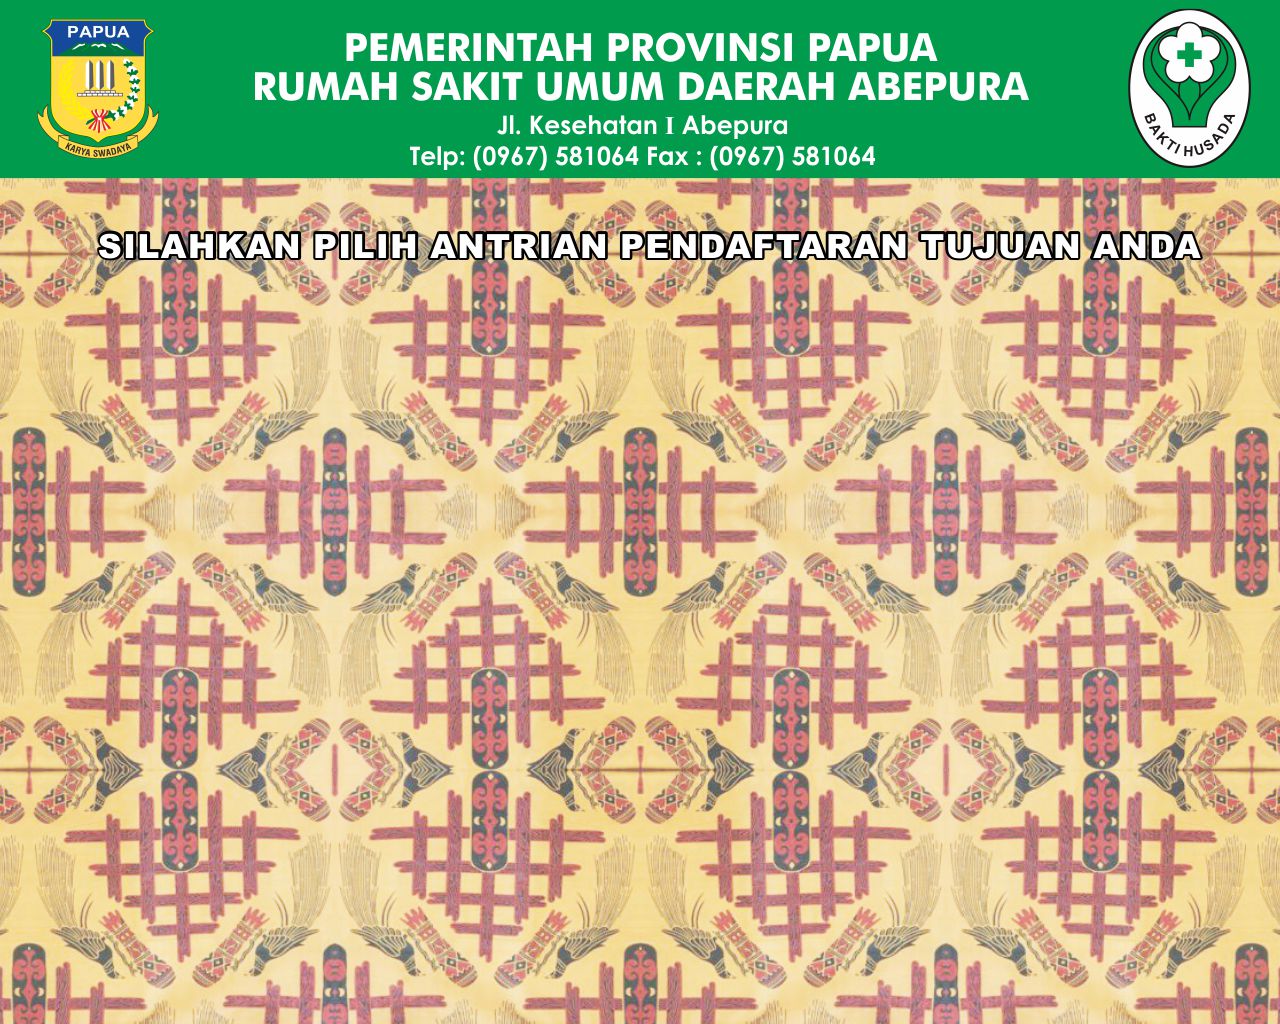 PAPUA
KARYA SWADAYA
PEMERINTAH PROVINSI PAPUA
RUMAH SAKIT UMUM DAERAH ABEPURA
Jl. Kesehatan I Abepura
Telp: (0967) 581064 Fax : (0967) 581064
BAKTI HUSADA
SILAHKAN PILIH ANTRIAN PENDAFTARAN TUJUAN ANDA